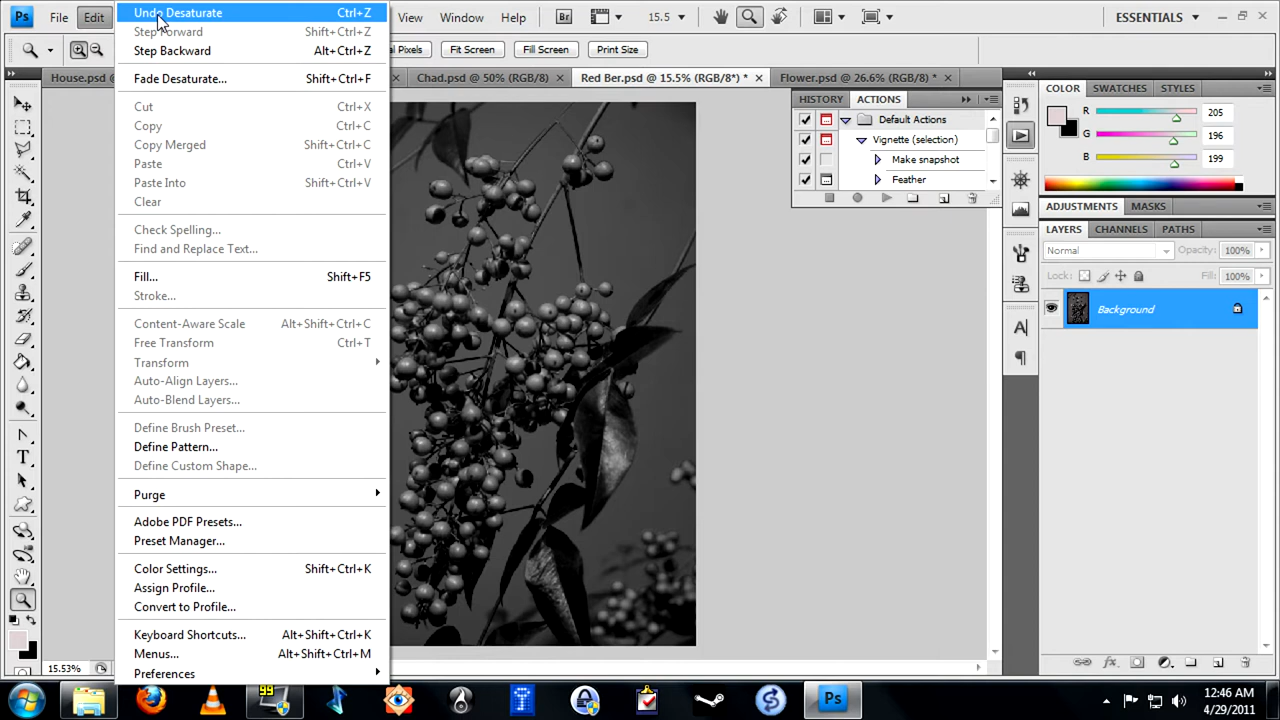 Ps File Edit View Window Help Br 15.5 ESSENTIALS
Pixels Fit Screen Fill Screen Print Size
House.psd @ Chad.psd @ 50% (RGB/8) Red Ber.psd @ 15.5% (RGB/8*) * Flower.psd @ 26.6% (RGB/8) *
Undo Desaturate Ctrl+Z
Step Forward Shift+Ctrl+Z
Step Backward Alt+Ctrl+Z
Fade Desaturate... Shift+Ctrl+F
Cut Ctrl+X
Copy Ctrl+C
Copy Merged Shift+Ctrl+C
Paste Ctrl+V
Paste Into Shift+Ctrl+V
Clear
Check Spelling...
Find and Replace Text...
Fill... Shift+F5
Stroke...
Content-Aware Scale Alt+Shift+Ctrl+C
Free Transform Ctrl+T
Transform
Auto-Align Layers...
Auto-Blend Layers...
Define Brush Preset...
Define Pattern...
Define Custom Shape...
Purge
Adobe PDF Presets...
Preset Manager...
Color Settings... Shift+Ctrl+K
Assign Profile...
Convert to Profile...
Keyboard Shortcuts... Alt+Shift+Ctrl+K
Menus... Alt+Shift+Ctrl+M
Preferences
HISTORY ACTIONS
Default Actions
Vignette (selection)
Make snapshot
Feather
COLOR SWATCHES STYLES
R 205
G 196
B 199
ADJUSTMENTS MASKS
LAYERS CHANNELS PATHS
Normal Opacity: 100%
Lock: Fill: 100%
Background
15.53%
99
Ps
12:46 AM
4/29/2011